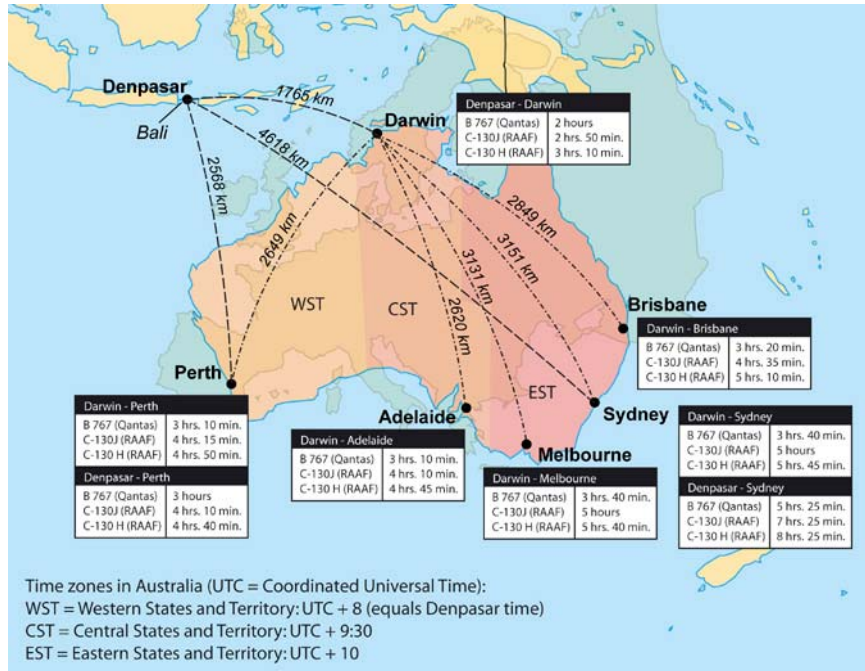 Denpasar
Bali
1765 km
Darwin
4618 km
2568 km
2649 km
2849 km
3151 km
3131 km
2620 km
WST
CST
EST
Denpasar - Darwin
B 767 (Qantas) 2 hours
C-130J (RAAF) 2 hrs. 50 min.
C-130 H (RAAF) 3 hrs. 10 min.
Brisbane
Darwin - Brisbane
B 767 (Qantas) 3 hrs. 20 min.
C-130J (RAAF) 4 hrs. 35 min.
C-130 H (RAAF) 5 hrs. 10 min.
Perth
Darwin - Perth
B 767 (Qantas) 3 hrs. 10 min.
C-130J (RAAF) 4 hrs. 15 min.
C-130 H (RAAF) 4 hrs. 50 min.
Denpasar - Perth
B 767 (Qantas) 3 hours
C-130J (RAAF) 4 hrs. 10 min.
C-130 H (RAAF) 4 hrs. 40 min.
Adelaide
Darwin - Adelaide
B 767 (Qantas) 3 hrs. 10 min.
C-130J (RAAF) 4 hrs. 10 min.
C-130 H (RAAF) 4 hrs. 45 min.
Melbourne
Darwin - Melbourne
B 767 (Qantas) 3 hrs. 40 min.
C-130J (RAAF) 5 hours
C-130 H (RAAF) 5 hrs. 40 min.
Sydney
Darwin - Sydney
B 767 (Qantas) 3 hrs. 40 min.
C-130J (RAAF) 5 hours
C-130 H (RAAF) 5 hrs. 45 min.
Denpasar - Sydney
B 767 (Qantas) 5 hrs. 25 min.
C-130J (RAAF) 7 hrs. 25 min.
C-130 H (RAAF) 8 hrs. 25 min.
Time zones in Australia (UTC = Coordinated Universal Time):
WST = Western States and Territory: UTC + 8 (equals Denpasar time)
CST = Central States and Territory: UTC + 9:30
EST = Eastern States and Territory: UTC + 10